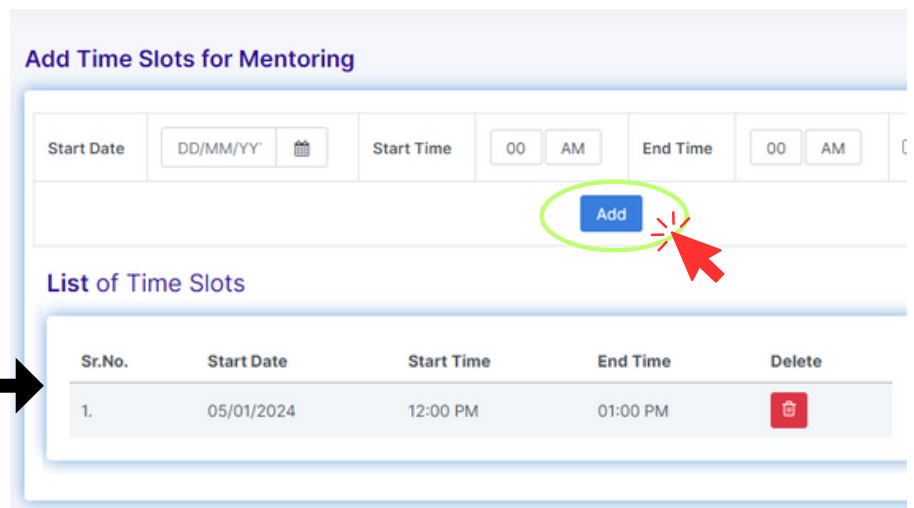 Add Time Slots for Mentoring
Start Date DD/MM/YY Start Time 00 AM End Time 00 AM
Add
List of Time Slots
Sr.No. Start Date Start Time End Time Delete
1. 05/01/2024 12:00 PM 01:00 PM